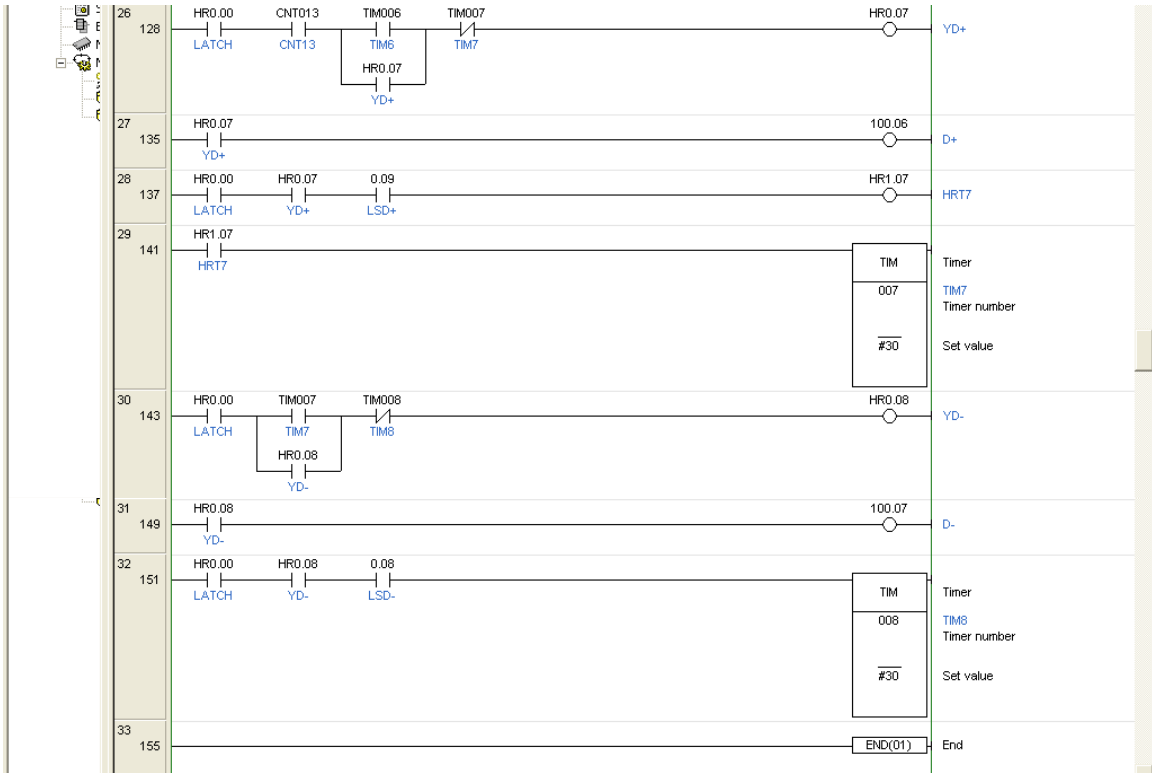 26
128
HR0.00 CNT013 TIM006 TIM007 HR0.07
LATCH CNT13 TIM6 TIM7 YD+
HR0.07
YD+
27
135
HR0.07 100.06
YD+ D+
28
137
HR0.00 HR0.07 0.09 HR1.07
LATCH YD+ LSD+ HRT7
29
141
HR1.07
HRT7
TIM Timer
007 TIM7
Timer number
#30 Set value
30
143
HR0.00 TIM007 TIM008 HR0.08
LATCH TIM7 TIM8 YD-
HR0.08
YD-
31
149
HR0.08 100.07
YD- D-
32
151
HR0.00 HR0.08 0.08
LATCH YD- LSD-
TIM Timer
008 TIM8
Timer number
#30 Set value
33
155
END(01) End